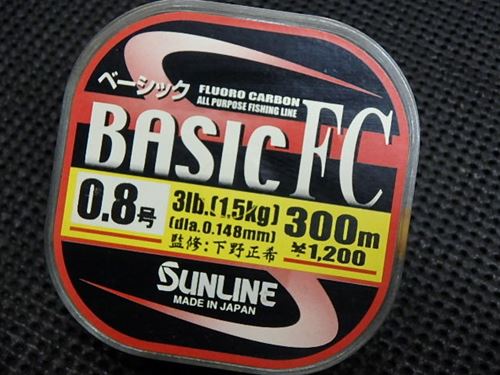 ベーシック
FLUORO CARBON
ALL PURPOSE FISHING LINE
BASIC FC
0.8号
3lb.(1.5kg)
(dia.0.148mm)
監修:下野正希
300m
¥1,200
SUNLINE
MADE IN JAPAN